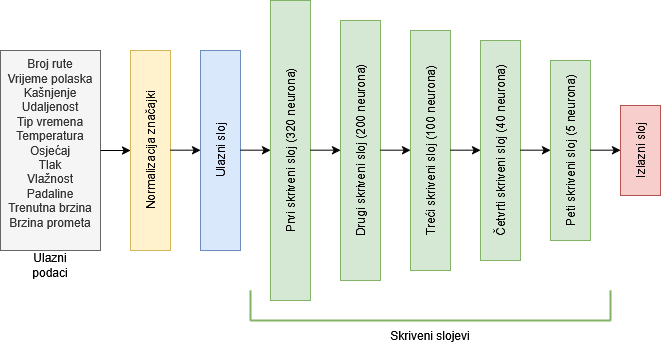 Broj rute
Vrijeme polaska
Kašnjenje
Udaljenost
Tip vremena
Temperatura
Osjećaj
Tlak
Vlažnost
Padaline
Trenutna brzina
Brzina prometa
Ulazni
podaci
Normalizacija značajki
Ulazni sloj
Prvi skriveni sloj (320 neurona)
Drugi skriveni sloj (200 neurona)
Treći skriveni sloj (100 neurona)
Četvrti skriveni sloj (40 neurona)
Peti skriveni sloj (5 neurona)
Izlazni sloj
Skriveni slojevi